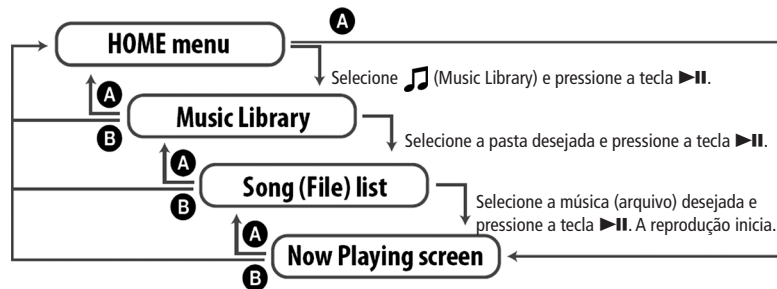 A
HOME menu
Selecione (Music Library) e pressione a tecla ►II.
A
B
Music Library
Selecione a pasta desejada e pressione a tecla ►II.
A
B
Song (File) list
Selecione a música (arquivo) desejada e
pressione a tecla ►II. A reprodução inicia.
A
B
Now Playing screen